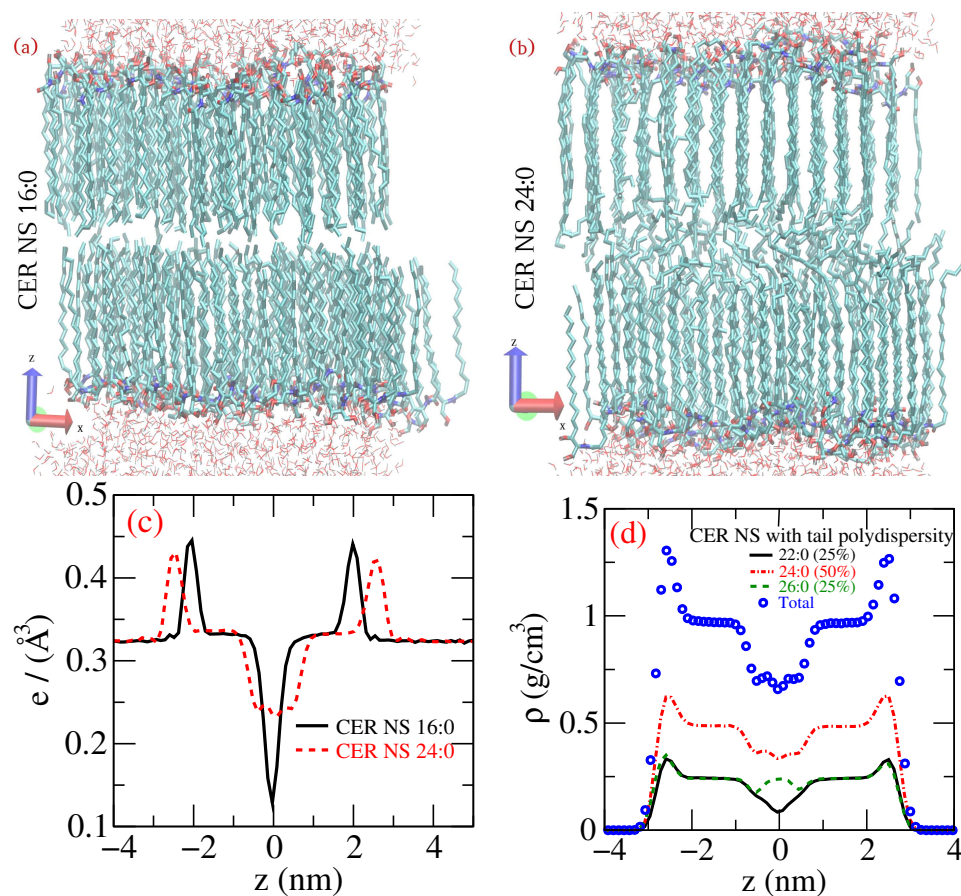 (a)
CER NS 16:0
z
x
(b)
CER NS 24:0
z
x
(c)
e / (Å³)
0.5
0.4
0.3
0.2
0.1
CER NS 16:0
CER NS 24:0
−4 −2 0 2 4
z (nm)
(d)
ρ (g/cm³)
1.5
1
0.5
0
CER NS with tail polydispersity
22:0 (25%)
24:0 (50%)
26:0 (25%)
Total
−4 −2 0 2 4
z (nm)